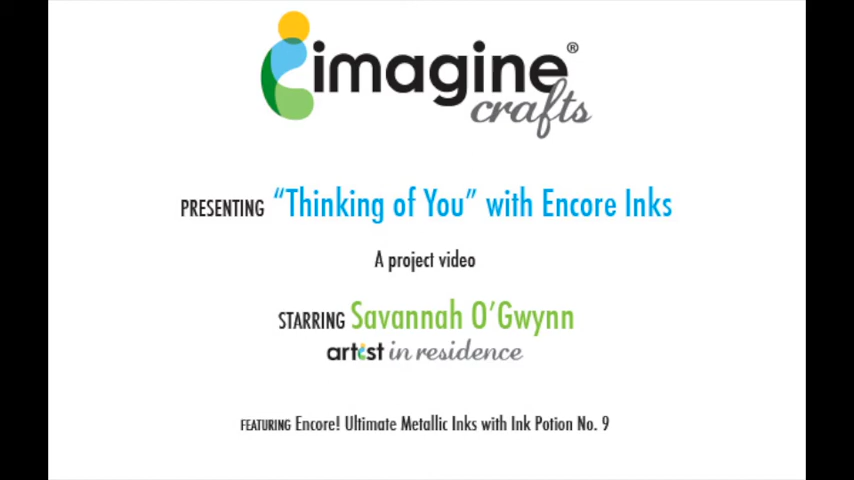 imagine®
crafts
PRESENTING “Thinking of You” with Encore Inks
A project video
STARRING Savannah O’Gwynn
artist in residence
FEATURING Encore! Ultimate Metallic Inks with Ink Potion No. 9